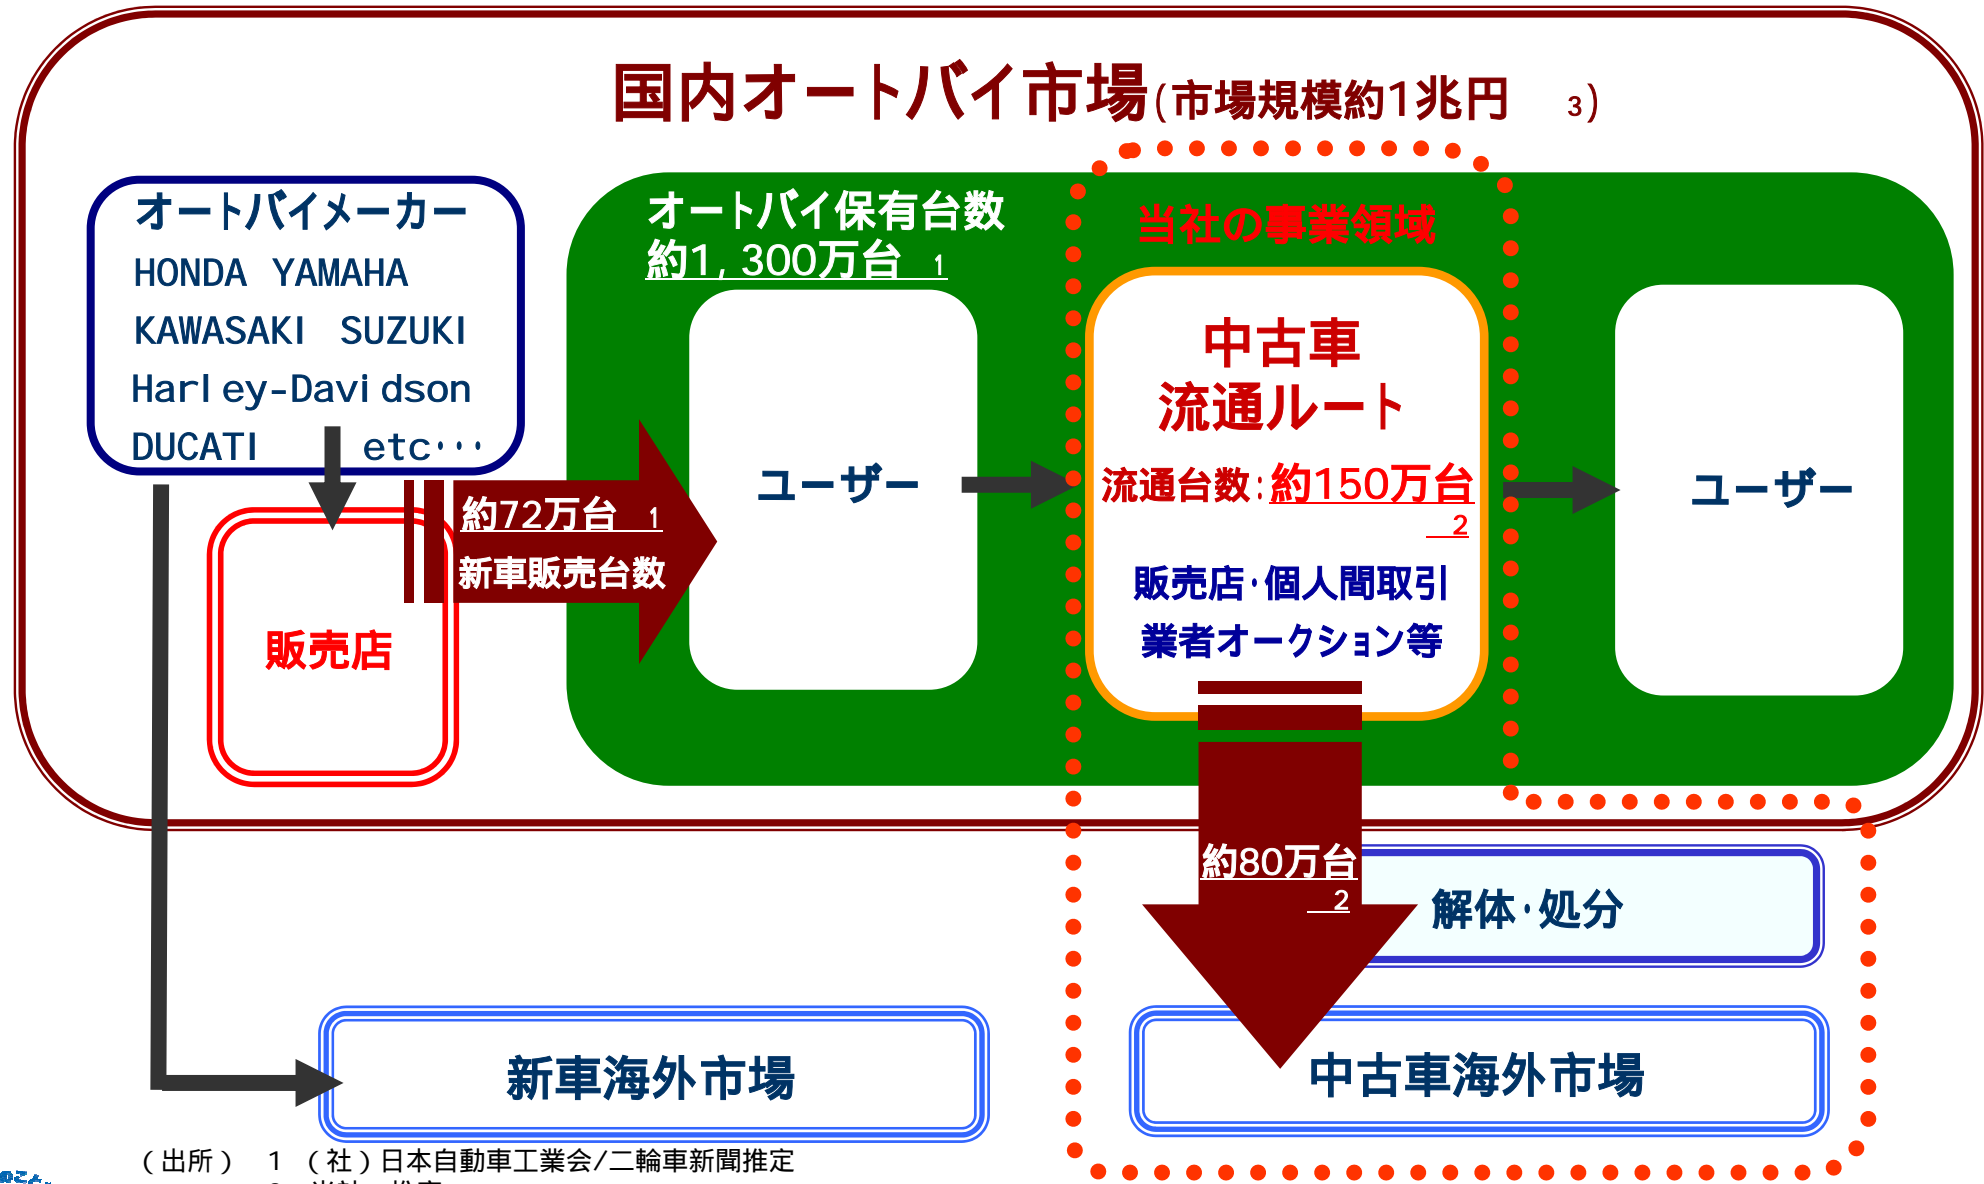 国内オートバイ市場(市場規模約1兆円 3)
オートバイメーカー
HONDA YAMAHA
KAWASAKI SUZUKI
Harley-Davidson
DUCATI etc･･･
販売店
約72万台 1
新車販売台数
オートバイ保有台数
約1,300万台 1
ユーザー
当社の事業領域
中古車
流通ルート
流通台数:約150万台
2
販売店･個人間取引
業者オークション等
ユーザー
約80万台
2
解体･処分
新車海外市場
中古車海外市場
(出所) 1 (社)日本自動車工業会/二輪車新聞推定